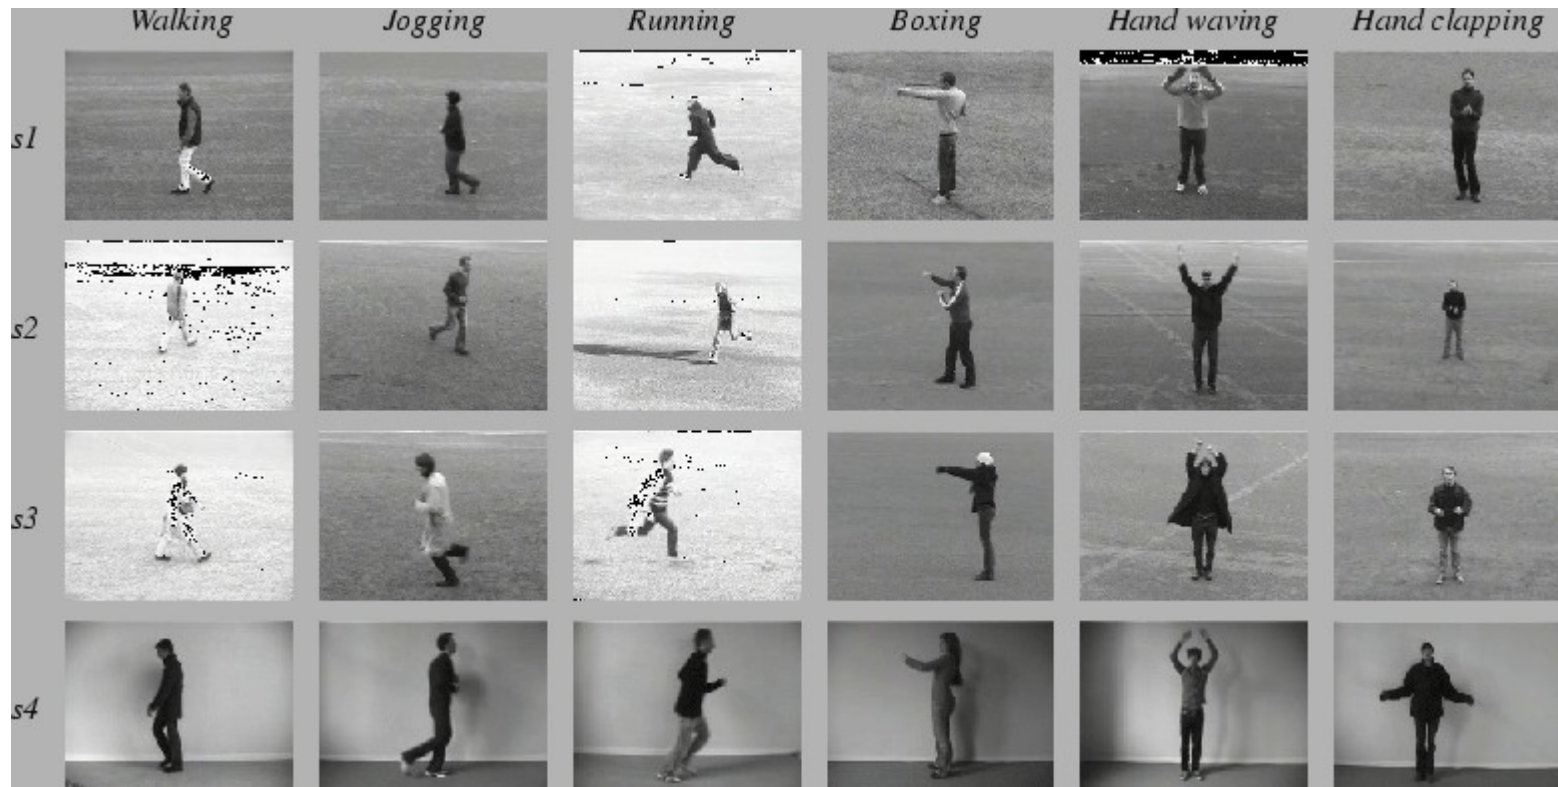 Walking Jogging Running Boxing Hand waving Hand clapping
s1
s2
s3
s4